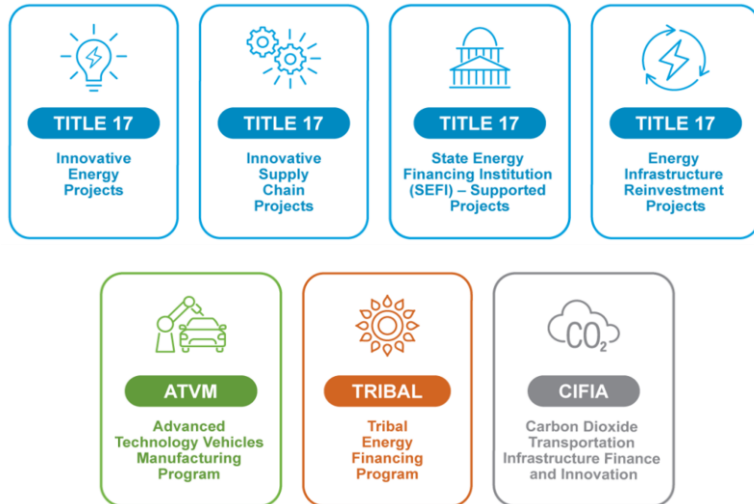 TITLE 17
Innovative
Energy
Projects
TITLE 17
Innovative
Supply
Chain
Projects
TITLE 17
State Energy
Financing Institution
(SEFI) – Supported
Projects
TITLE 17
Energy
Infrastructure
Reinvestment
Projects
ATVM
Advanced
Technology Vehicles
Manufacturing
Program
TRIBAL
Tribal
Energy
Financing
Program
CO₂
CIFIA
Carbon Dioxide
Transportation
Infrastructure Finance
and Innovation